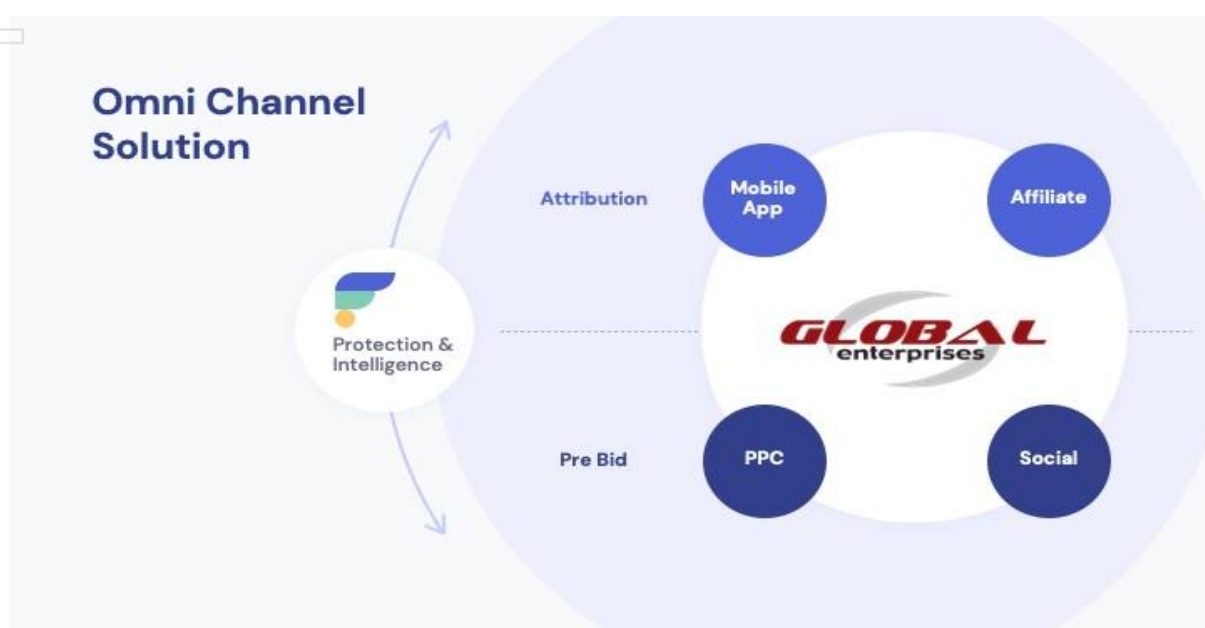 Omni Channel
Solution
Attribution
Mobile
App
Affiliate
Protection &
Intelligence
GLOBAL
enterprises
Pre Bid
PPC
Social